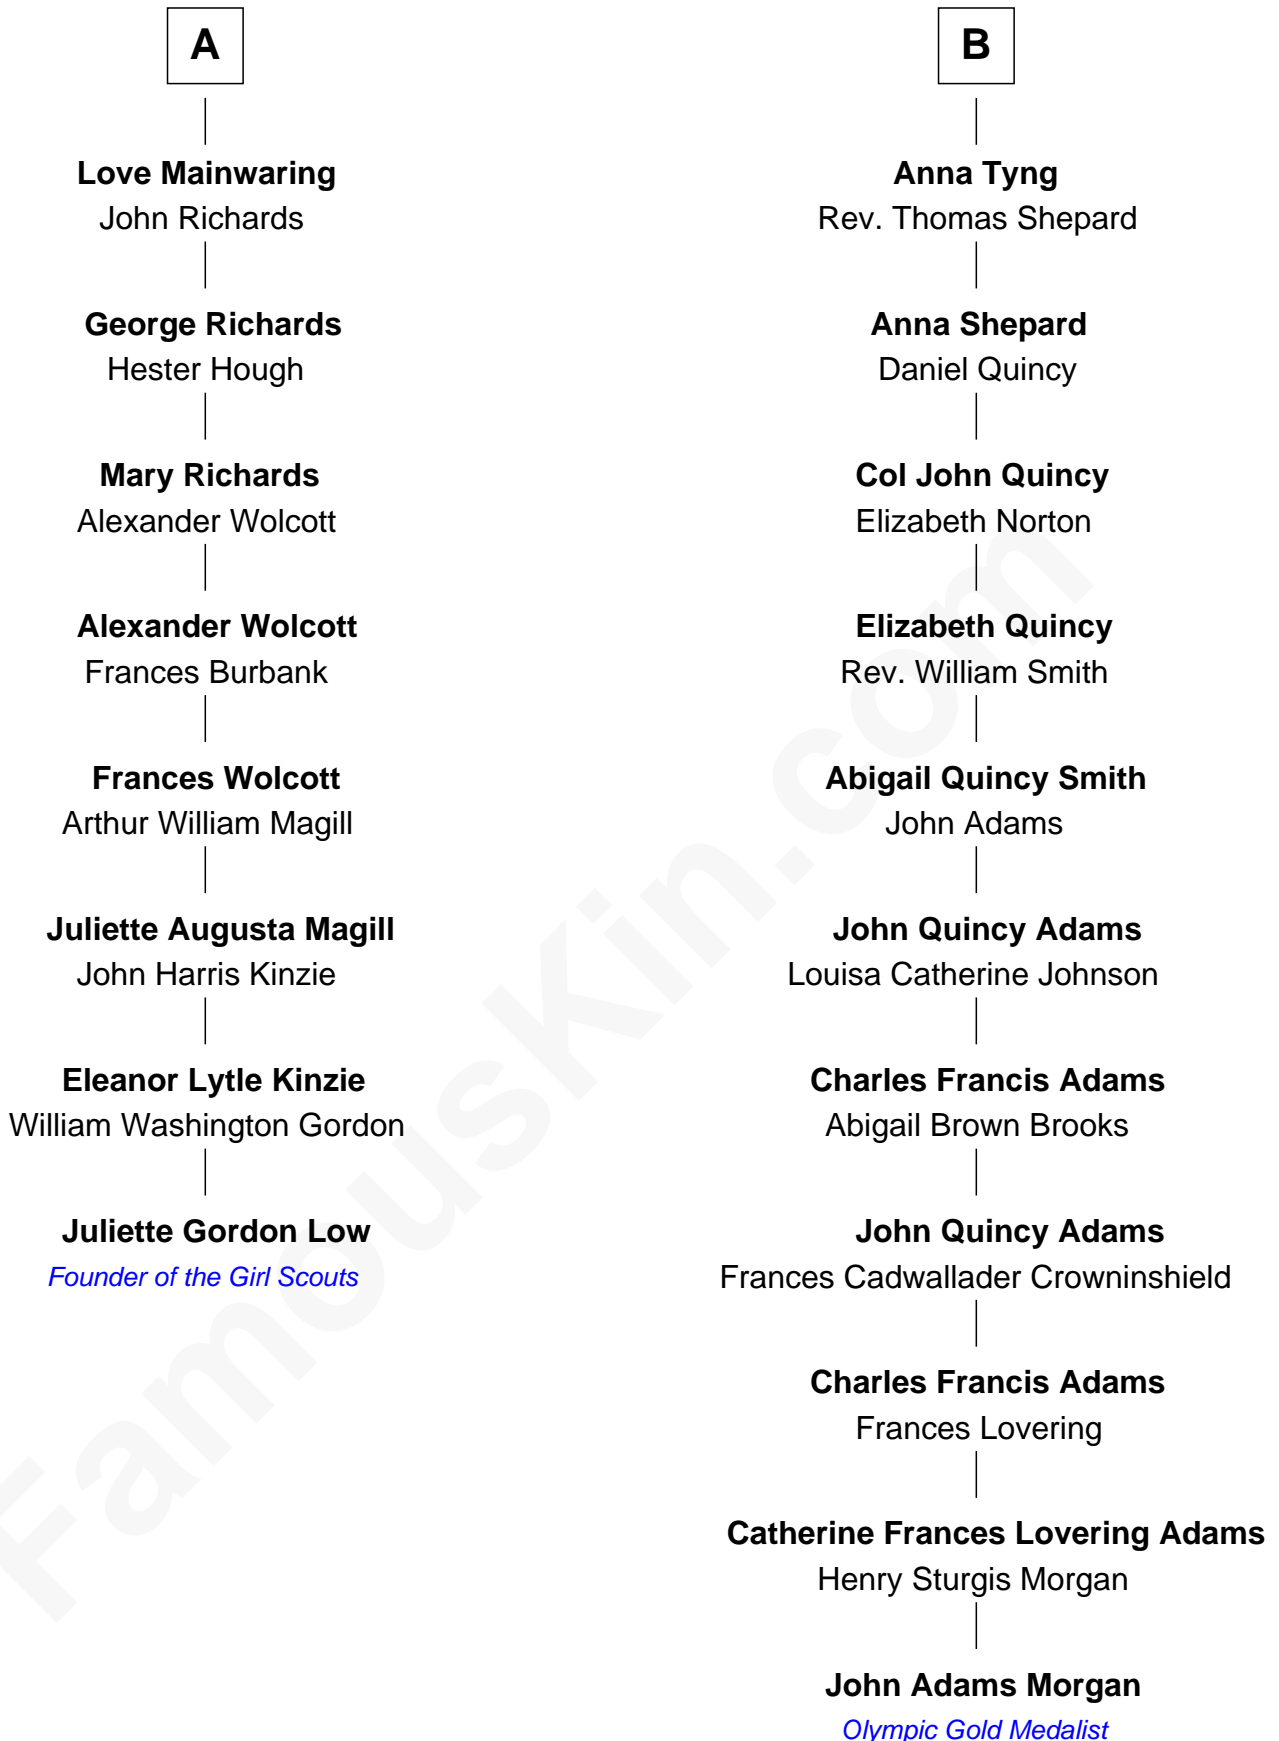 A
Love Mainwaring
John Richards
George Richards
Hester Hough
Mary Richards
Alexander Wolcott
Alexander Wolcott
Frances Burbank
Frances Wolcott
Arthur William Magill
Juliette Augusta Magill
John Harris Kinzie
Eleanor Lytle Kinzie
William Washington Gordon
Juliette Gordon Low
Founder of the Girl Scouts
B
Anna Tyng
Rev. Thomas Shepard
Anna Shepard
Daniel Quincy
Col John Quincy
Elizabeth Norton
Elizabeth Quincy
Rev. William Smith
Abigail Quincy Smith
John Adams
John Quincy Adams
Louisa Catherine Johnson
Charles Francis Adams
Abigail Brown Brooks
John Quincy Adams
Frances Cadwallader Crowninshield
Charles Francis Adams
Frances Lovering
Catherine Frances Lovering Adams
Henry Sturgis Morgan
John Adams Morgan
Olympic Gold Medalist
FamousKin.com